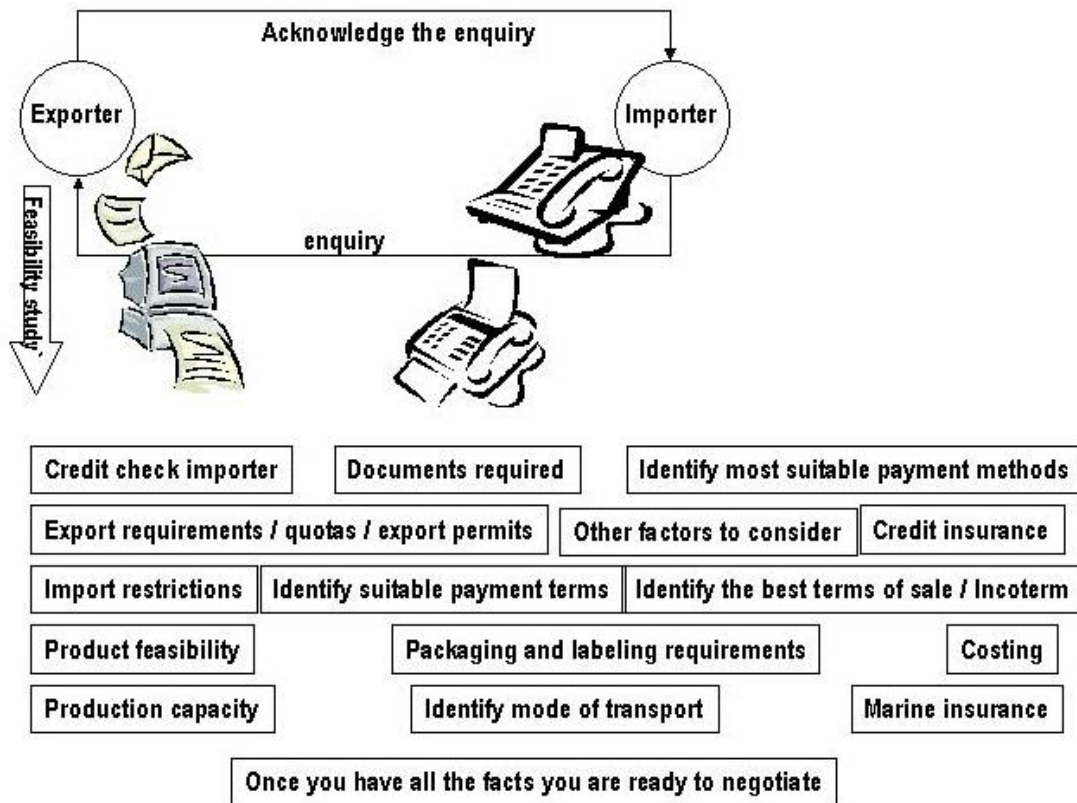 Acknowledge the enquiry
Exporter
Importer
Feasibility study`
enquiry
Credit check importer
Documents required
Identify most suitable payment methods
Export requirements / quotas / export permits
Other factors to consider
Credit insurance
Import restrictions
Identify suitable payment terms
Identify the best terms of sale / Incoterm
Product feasibility
Packaging and labeling requirements
Costing
Production capacity
Identify mode of transport
Marine insurance
Once you have all the facts you are ready to negotiate